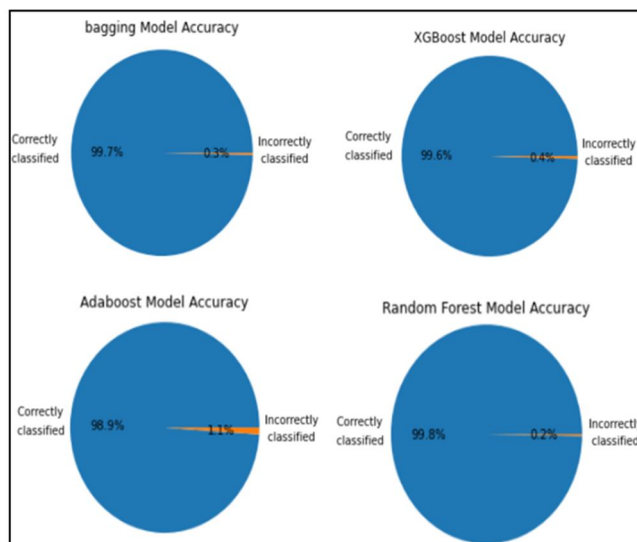 bagging Model Accuracy
Correctly
classified
99.7%
0.3%
Incorrectly
classified
XGBoost Model Accuracy
Correctly
classified
99.6%
0.4%
Incorrectly
classified
Adaboost Model Accuracy
Correctly
classified
98.9%
1.1%
Incorrectly
classified
Random Forest Model Accuracy
Correctly
classified
99.8%
0.2%
Incorrectly
classified